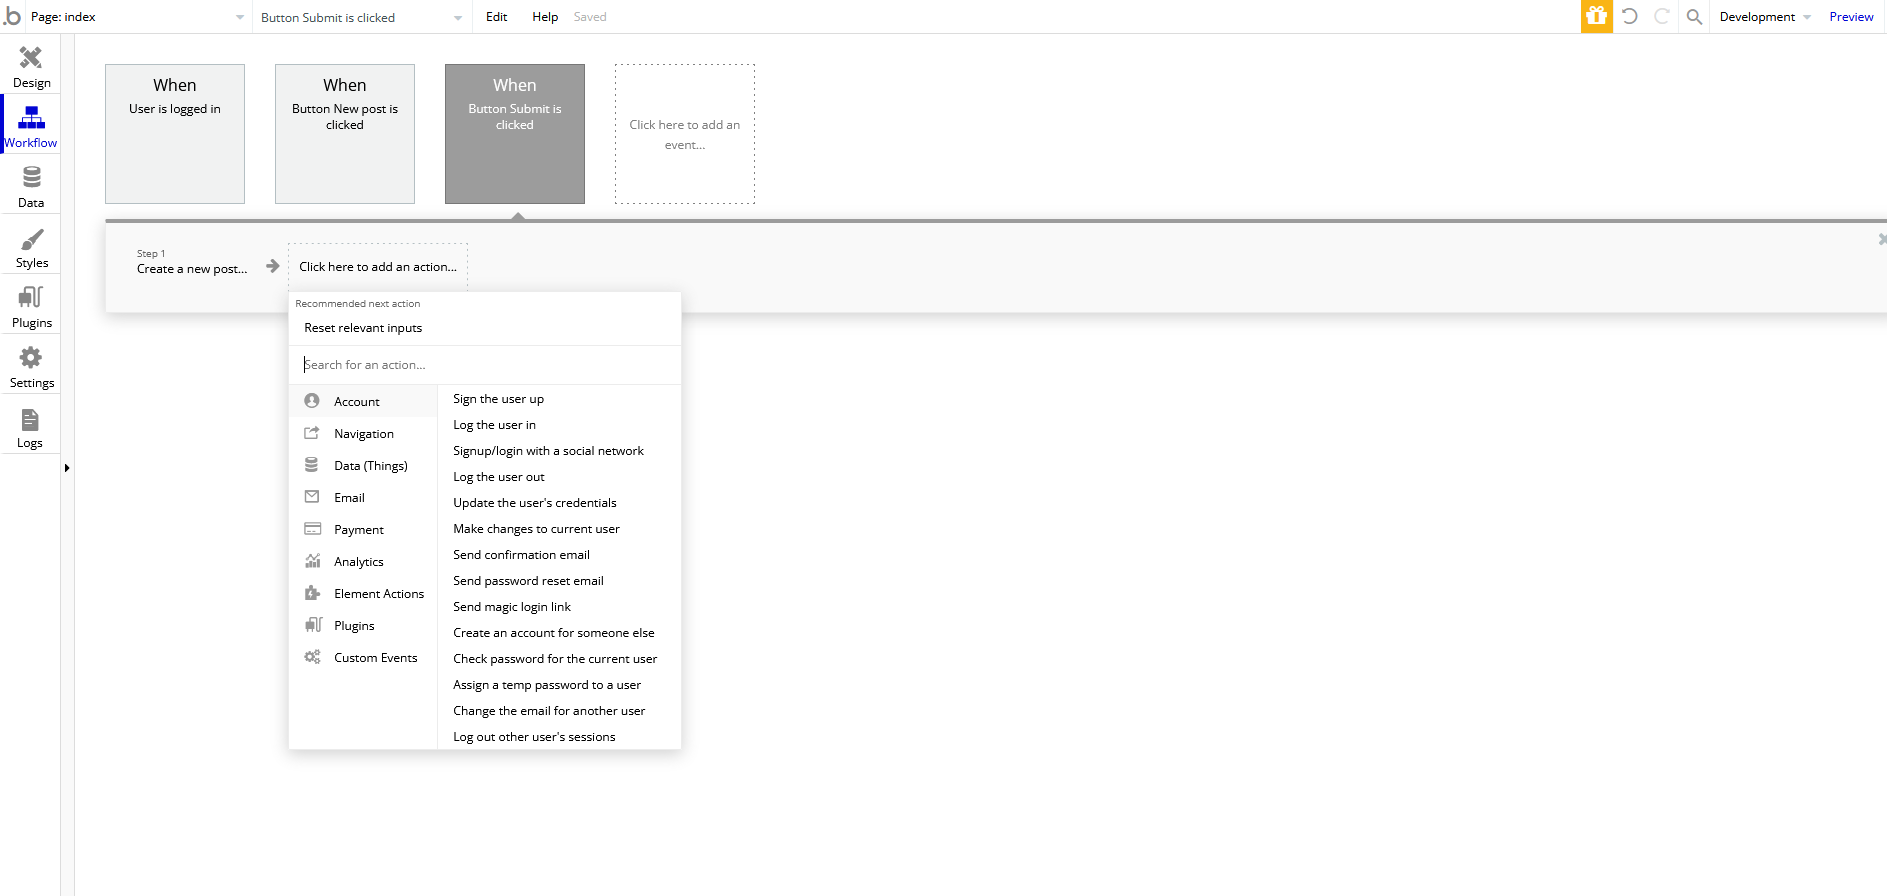 .b
Page: index
Button Submit is clicked
Edit
Help
Saved
Development
Preview
Design
Workflow
Data
Styles
Plugins
Settings
Logs
When
User is logged in
When
Button New post is
clicked
When
Button Submit is
clicked
Click here to add an
event...
Step 1
Create a new post...
Click here to add an action...
Recommended next action
Reset relevant inputs
Search for an action...
Account
Navigation
Data (Things)
Email
Payment
Analytics
Element Actions
Plugins
Custom Events
Sign the user up
Log the user in
Signup/login with a social network
Log the user out
Update the user's credentials
Make changes to current user
Send confirmation email
Send password reset email
Send magic login link
Create an account for someone else
Check password for the current user
Assign a temp password to a user
Change the email for another user
Log out other user's sessions